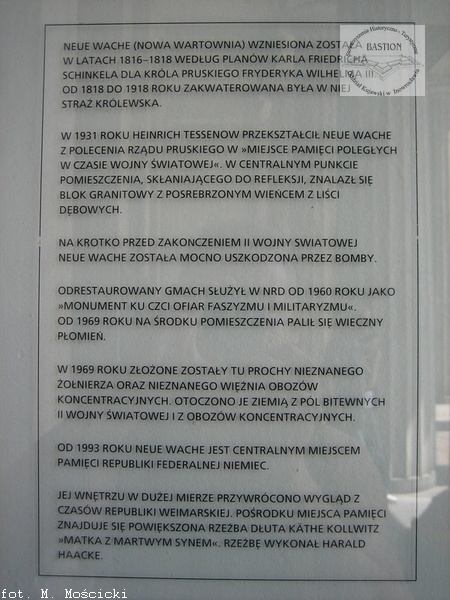 NEUE WACHE (NOWA WARTOWNIA) WZNIESIONA ZOSTAŁA
W LATACH 1816–1818 WEDŁUG PLANÓW KARLA FRIEDRICHA
SCHINKELA DLA KRÓLA PRUSKIEGO FRYDERYKA WILHELMA III.
OD 1818 DO 1918 ROKU ZAKWATEROWANA BYŁA W NIEJ
STRAŻ KRÓLEWSKA.
W 1931 ROKU HEINRICH TESSENOW PRZEKSZTAŁCIŁ NEUE WACHE
Z POLECENIA RZĄDU PRUSKIEGO W »MIEJSCE PAMIĘCI POLEGŁYCH
W CZASIE WOJNY ŚWIATOWEJ«. W CENTRALNYM PUNKCIE
POMIESZCZENIA, SKŁANIAJĄCEGO DO REFLEKSJI, ZNALAZŁ SIĘ
BLOK GRANITOWY Z POSREBRZONYM WIEŃCEM Z LIŚCI
DĘBOWYCH.
NA KROTKO PRZED ZAKONCZENIEM II WOJNY SWIATOWEJ
NEUE WACHE ZOSTAŁA MOCNO USZKODZONA PRZEZ BOMBY.
ODRESTAUROWANY GMACH SŁUŻYŁ W NRD OD 1960 ROKU JAKO
»MONUMENT KU CZCI OFIAR FASZYZMU I MILITARYZMU«.
OD 1969 ROKU NA ŚRODKU POMIESZCZENIA PALIŁ SIĘ WIECZNY
PŁOMIEŃ.
W 1969 ROKU ZŁOŻONE ZOSTAŁY TU PROCHY NIEZNANEGO
ŻOŁNIERZA ORAZ NIEZNANEGO WIĘŹNIA OBOZÓW
KONCENTRACYJNYCH. OTOCZONO JE ZIEMIĄ Z PÓL BITEWNYCH
II WOJNY ŚWIATOWEJ I Z OBOZÓW KONCENTRACYJNYCH.
OD 1993 ROKU NEUE WACHE JEST CENTRALNYM MIEJSCEM
PAMIĘCI REPUBLIKI FEDERALNEJ NIEMIEC.
JEJ WNĘTRZU W DUŻEJ MIERZE PRZYWRÓCONO WYGLĄD Z
CZASÓW REPUBLIKI WEIMARSKIEJ. POŚRODKU MIEJSCA PAMIĘCI
ZNAJDUJE SIĘ POWIĘKSZONA RZEŹBA DŁUTA KÄTHE KOLLWITZ
»MATKA Z MARTWYM SYNEM«. RZEŹBĘ WYKONAŁ HARALD
HAACKE.
BASTION
fot. M. Mościcki